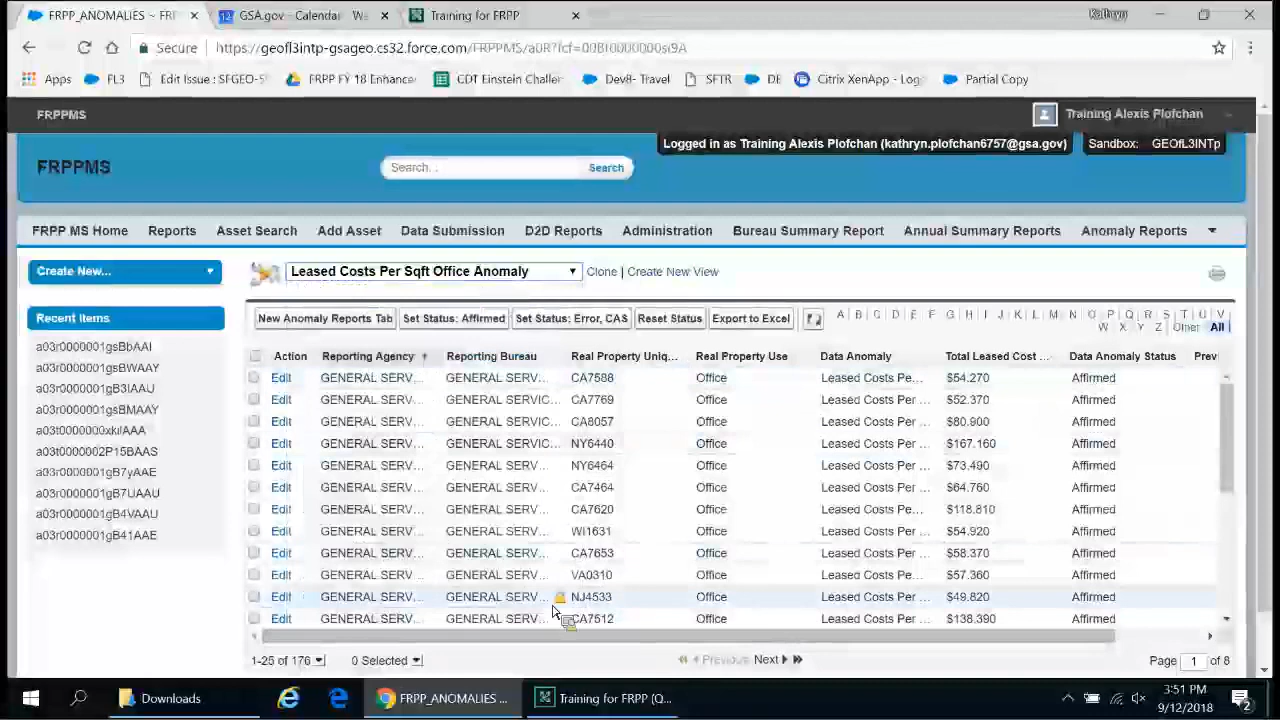 FRPP_ANOMALIES ~ FR
GSA.gov - Calendar
Training for FRPP
Kathryn
Secure
Apps
FL3
Edit Issue : SFGEO-5
FRPP FY 18 Enhance
CDT Einstein Challer
Dev8- Travel
SFTR
DE
Citrix XenApp - Log
Partial Copy
FRPPMS
Training Alexis Plofchan
Logged in as Training Alexis Plofchan (kathryn.plofchan6757@gsa.gov)
Sandbox: GEOfL3INTp
FRPPMS
Search...
Search
FRPP MS Home
Reports
Asset Search
Add Asset
Data Submission
D2D Reports
Administration
Bureau Summary Report
Annual Summary Reports
Anomaly Reports
Create New...
Leased Costs Per Sqft Office Anomaly
Clone | Create New View
Recent Items
a03r0000001gsBbAAI
a03r0000001gsBWAAY
a03r0000001gB3IAAU
a03r0000001gsBMAAY
a03t0000000xkilAAA
a03t0000002P15BAAS
a03r0000001gB7yAAE
a03r0000001gB7UAAU
a03r0000001gB4VAAU
a03r0000001gB41AAE
New Anomaly Reports Tab
Set Status: Affirmed
Set Status: Error, CAS
Reset Status
Export to Excel
A B C D E F G H I J K L M N O P Q R S T U V
W X Y Z Other All
Action Reporting Agency Reporting Bureau Real Property Uniq... Real Property Use Data Anomaly Total Leased Cost ... Data Anomaly Status Prev
Edit GENERAL SERV... GENERAL SERV... CA7588 Office Leased Costs Pe... $54.270 Affirmed
Edit GENERAL SERV... GENERAL SERVIC... CA7769 Office Leased Costs Per ... $52.370 Affirmed
Edit GENERAL SERV... GENERAL SERVIC... CA8057 Office Leased Costs Per ... $80.900 Affirmed
Edit GENERAL SERV... GENERAL SERVIC... NY6440 Office Leased Costs Per ... $167.160 Affirmed
Edit GENERAL SERV... GENERAL SERV... NY6464 Office Leased Costs Per ... $73.490 Affirmed
Edit GENERAL SERV... GENERAL SERV... CA7464 Office Leased Costs Per ... $64.760 Affirmed
Edit GENERAL SERV... GENERAL SERV... CA7620 Office Leased Costs Per ... $118.810 Affirmed
Edit GENERAL SERV... GENERAL SERV... WI1631 Office Leased Costs Per ... $54.920 Affirmed
Edit GENERAL SERV... GENERAL SERV... CA7653 Office Leased Costs Per ... $58.370 Affirmed
Edit GENERAL SERV... GENERAL SERV... VA0310 Office Leased Costs Per ... $57.360 Affirmed
Edit GENERAL SERV... GENERAL SERV... NJ4533 Office Leased Costs Per ... $49.820 Affirmed
Edit GENERAL SERV... GENERAL SERV... CA7512 Office Leased Costs Per ... $138.390 Affirmed
1-25 of 176
0 Selected
Previous Next
Page 1 of 8
Downloads
FRPP_ANOMALIES ...
Training for FRPP (Q...
3:51 PM
9/12/2018
2